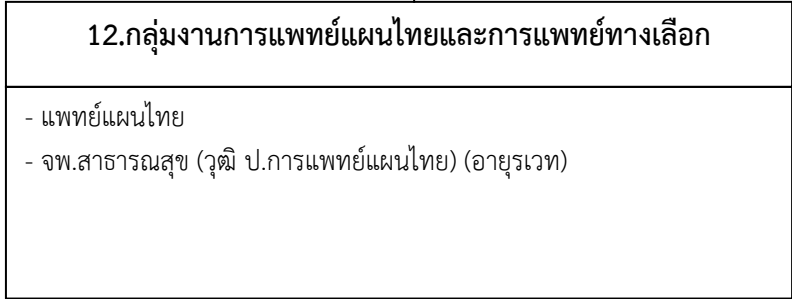 12.กลุ่มงานการแพทย์แผนไทยและการแพทย์ทางเลือก
- แพทย์แผนไทย
- จพ.สาธารณสุข (วุฒิ ป.การแพทย์แผนไทย) (อายุรเวท)